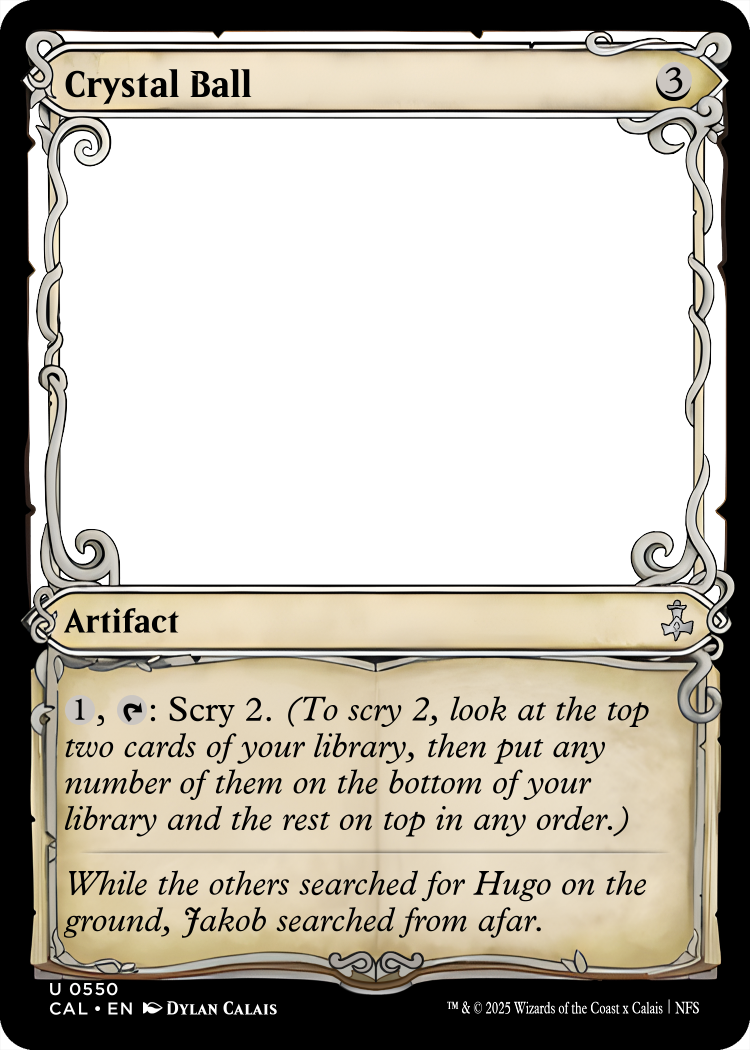 Crystal Ball 3
Artifact
1, : Scry 2. (To scry 2, look at the top
two cards of your library, then put any
number of them on the bottom of your
library and the rest on top in any order.)
While the others searched for Hugo on the
ground, Jakob searched from afar.
U 0550
CAL • EN DYLAN CALAIS
™ & © 2025 Wizards of the Coast x Calais | NFS